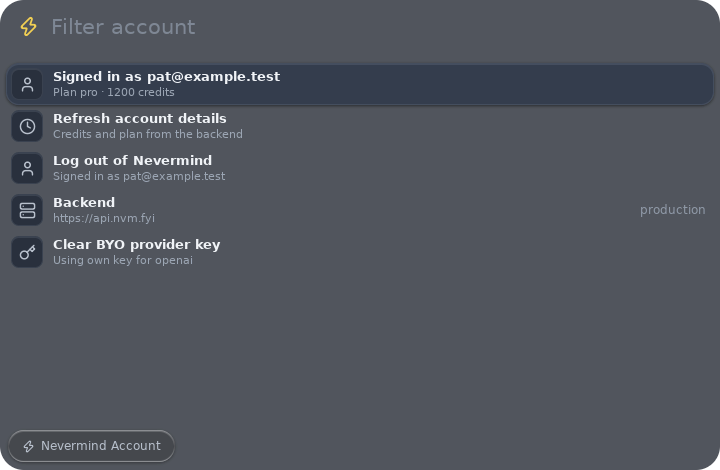 Filter account
Signed in as pat@example.test
Plan pro · 1200 credits
Refresh account details
Credits and plan from the backend
Log out of Nevermind
Signed in as pat@example.test
Backend
https://api.nvm.fyi
production
Clear BYO provider key
Using own key for openai
Nevermind Account